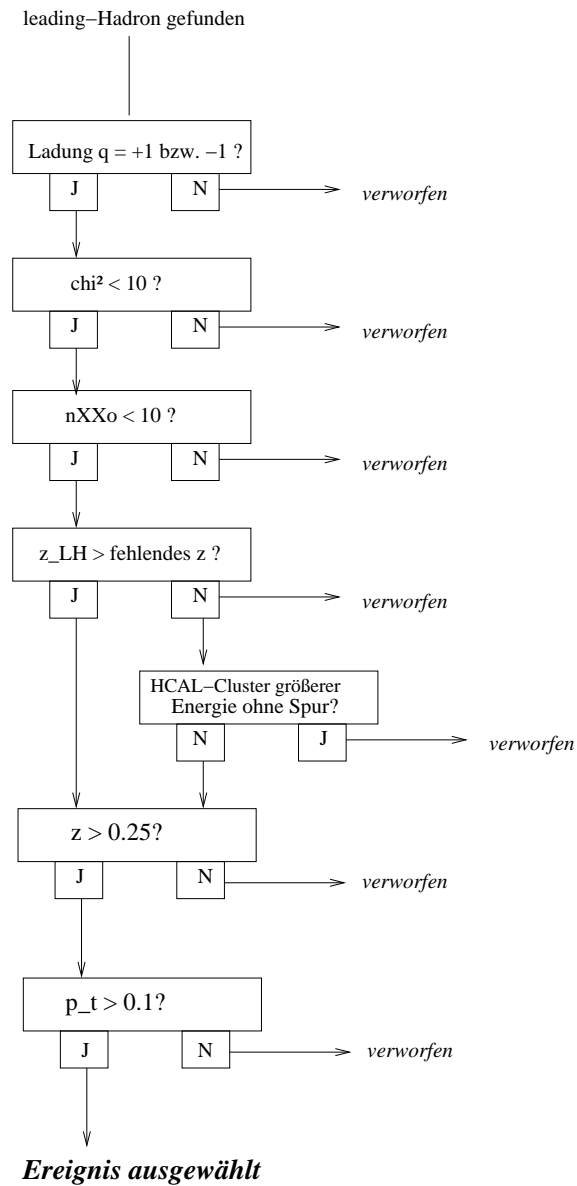 leading−Hadron gefunden
Ladung q = +1 bzw. −1 ?
J N verworfen
chi² < 10 ?
J N verworfen
nXXo < 10 ?
J N verworfen
z_LH > fehlendes z ?
J N verworfen
HCAL−Cluster größerer
Energie ohne Spur?
N J verworfen
z > 0.25?
J N verworfen
p_t > 0.1?
J N verworfen
Ereignis ausgewählt